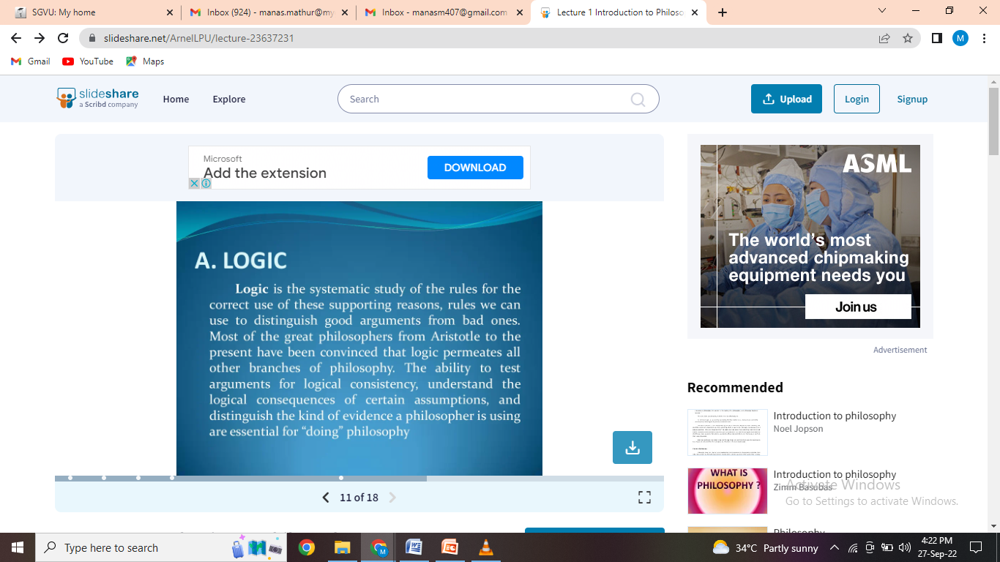 SGVU: My home
Inbox (924) - manas.mathur@my
Inbox - manasm407@gmail.com
Lecture 1 Introduction to Philoso
slideshare.net/ArnelLPU/lecture-23637231
M
Gmail
YouTube
Maps
slideshare
a Scribd company
Home
Explore
Search
Upload
Login
Signup
Microsoft
Add the extension
DOWNLOAD
A. LOGIC
Logic is the systematic study of the rules for the
correct use of these supporting reasons, rules we can
use to distinguish good arguments from bad ones.
Most of the great philosophers from Aristotle to the
present have been convinced that logic permeates all
other branches of philosophy. The ability to test
arguments for logical consistency, understand the
logical consequences of certain assumptions, and
distinguish the kind of evidence a philosopher is using
are essential for “doing” philosophy
11 of 18
ASML
The world's most
advanced chipmaking
equipment needs you
Join us
Advertisement
Recommended
Introduction to philosophy
Noel Jopson
WHAT IS
PHILOSOPHY ?
Introduction to philosophy
Zimm Basubas
Philosophy
Activate Windows
Go to Settings to activate Windows.
Type here to search
34°C Partly sunny
4:22 PM
27-Sep-22